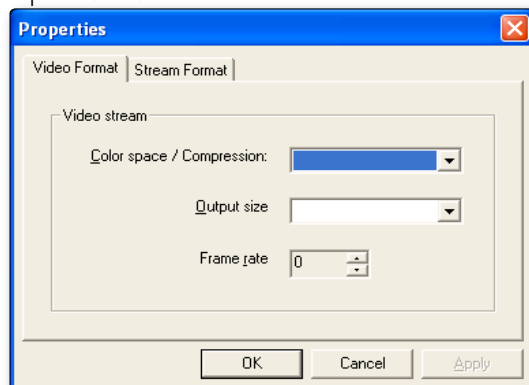 Properties
Video Format Stream Format
Video stream
Color space / Compression:
Output size
Frame rate 0
OK Cancel Apply